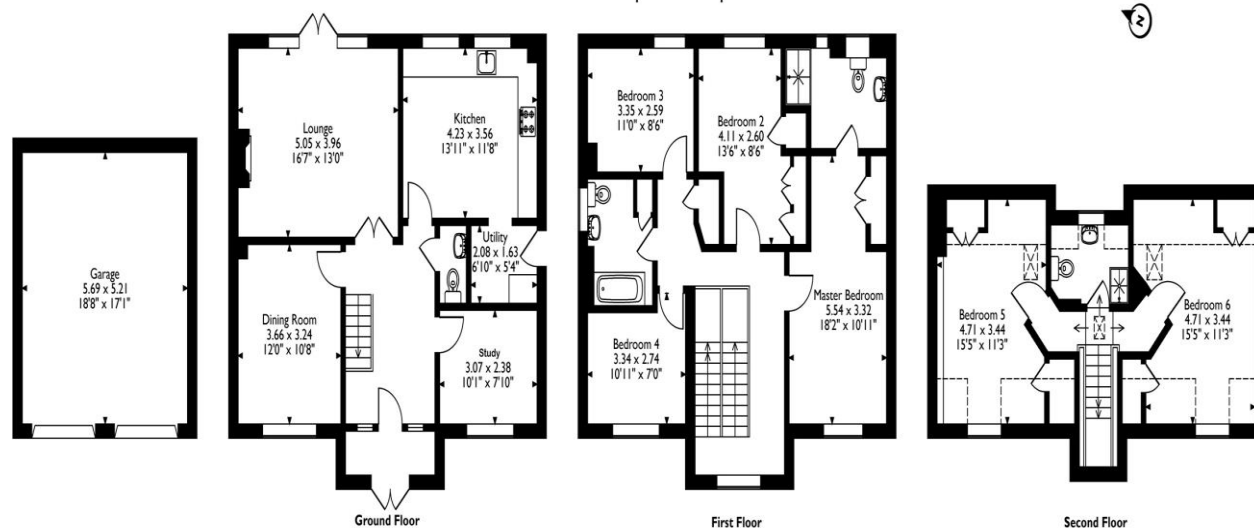 Garage
5.69 x 5.21
18'8" x 17'1"
Lounge
5.05 x 3.96
16'7" x 13'0"
Kitchen
4.23 x 3.56
13'11" x 11'8"
Utility
2.08 x 1.63
6'10" x 5'4"
Dining Room
3.66 x 3.24
12'0" x 10'8"
Study
3.07 x 2.38
10'1" x 7'10"
Ground Floor
Bedroom 3
3.35 x 2.59
11'0" x 8'6"
Bedroom 2
4.11 x 2.60
13'6" x 8'6"
Master Bedroom
5.54 x 3.32
18'2" x 10'11"
Bedroom 4
3.34 x 2.74
10'11" x 7'0"
First Floor
N
Bedroom 5
4.71 x 3.44
15'5" x 11'3"
Bedroom 6
4.71 x 3.44
15'5" x 11'3"
Second Floor